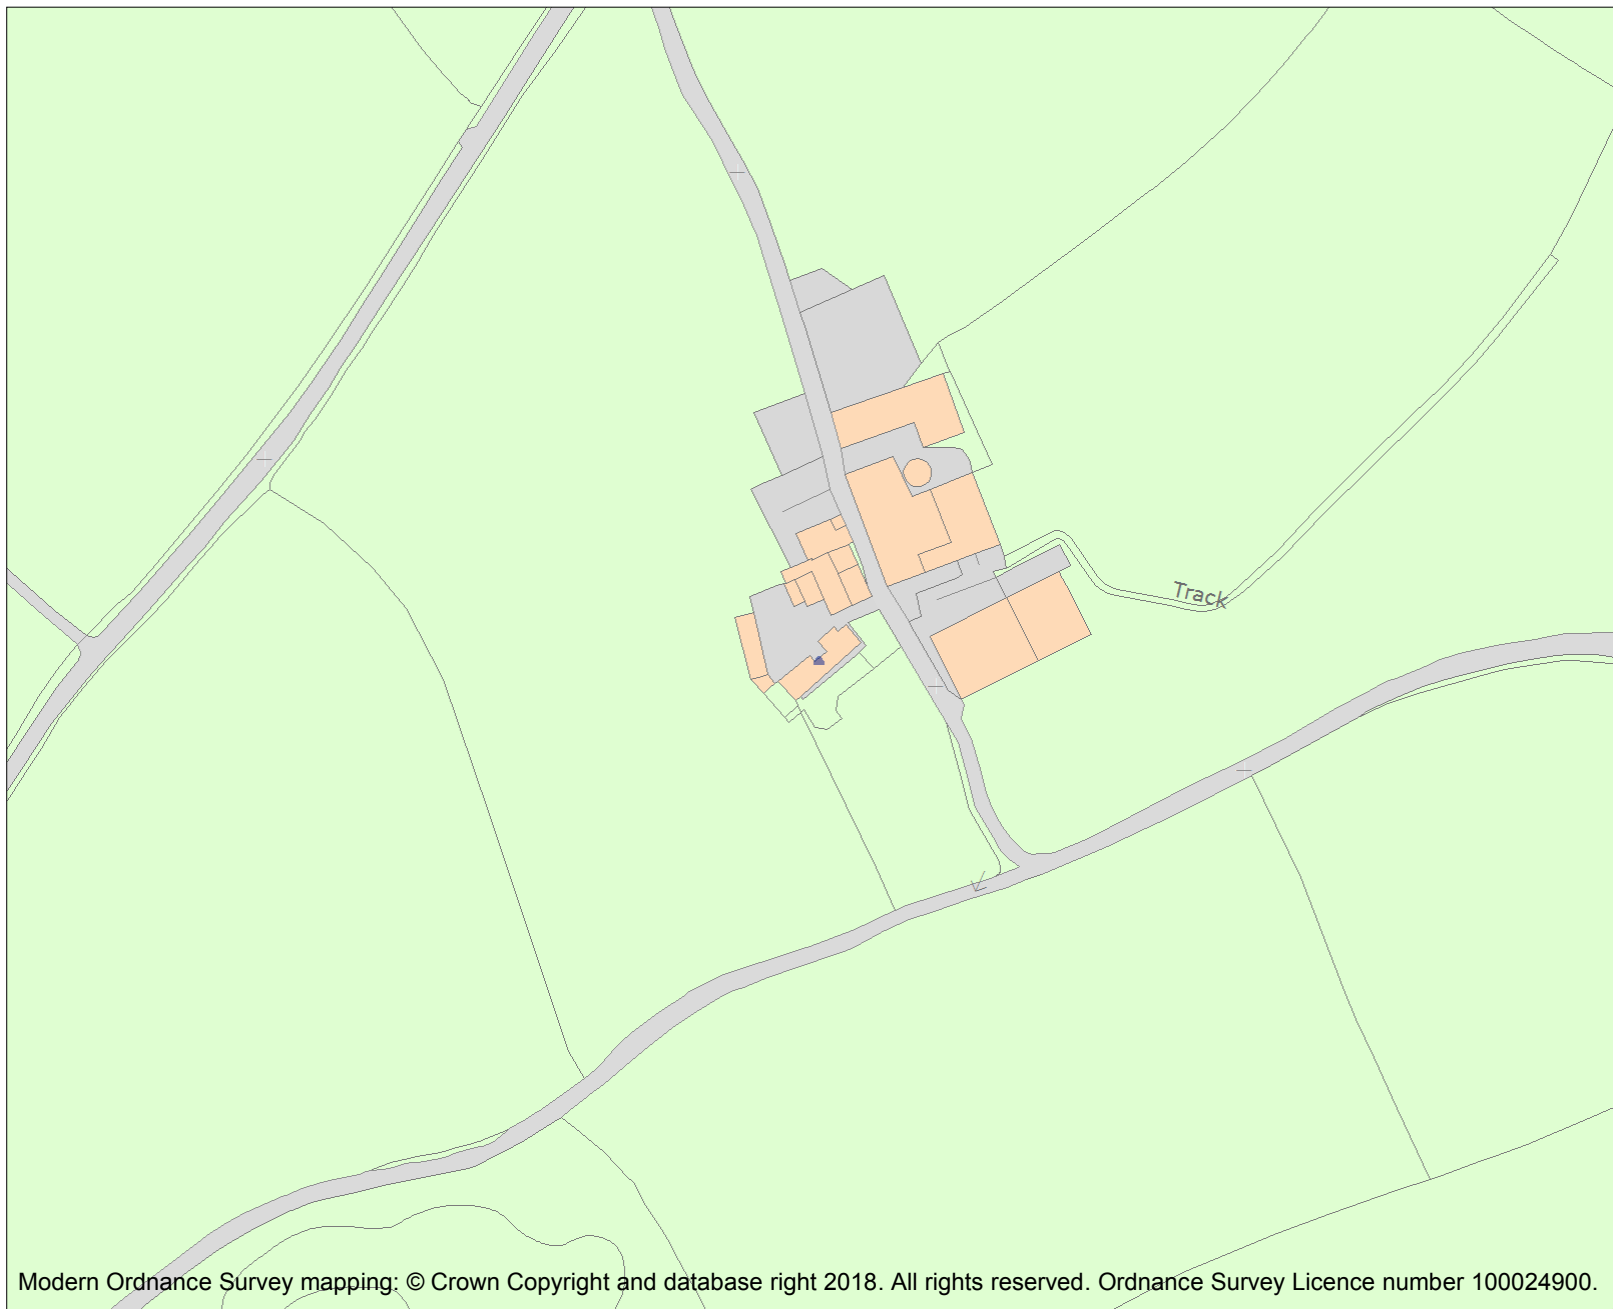 Track
Modern Ordnance Survey mapping: © Crown Copyright and database right 2018. All rights reserved. Ordnance Survey Licence number 100024900.